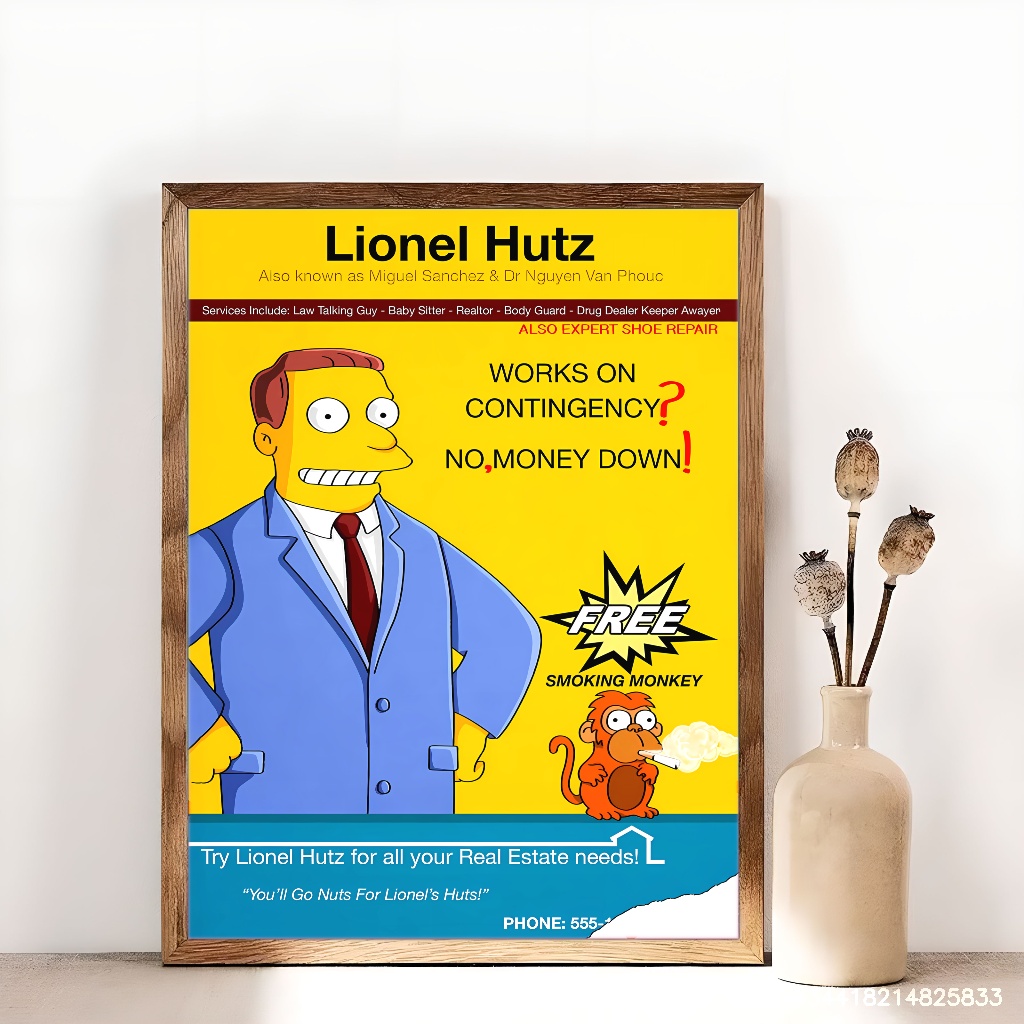 Lionel Hutz
Also known as Miguel Sanchez & Dr Nguyen Van Phouc
Services Include: Law Talking Guy - Baby Sitter - Realtor - Body Guard - Drug Dealer Keeper Awayer
ALSO EXPERT SHOE REPAIR
WORKS ON
CONTINGENCY?
NO,MONEY DOWN!
FREE
SMOKING MONKEY
Try Lionel Hutz for all your Real Estate needs!
“You’ll Go Nuts For Lionel’s Huts!”
PHONE: 555-
18214825833